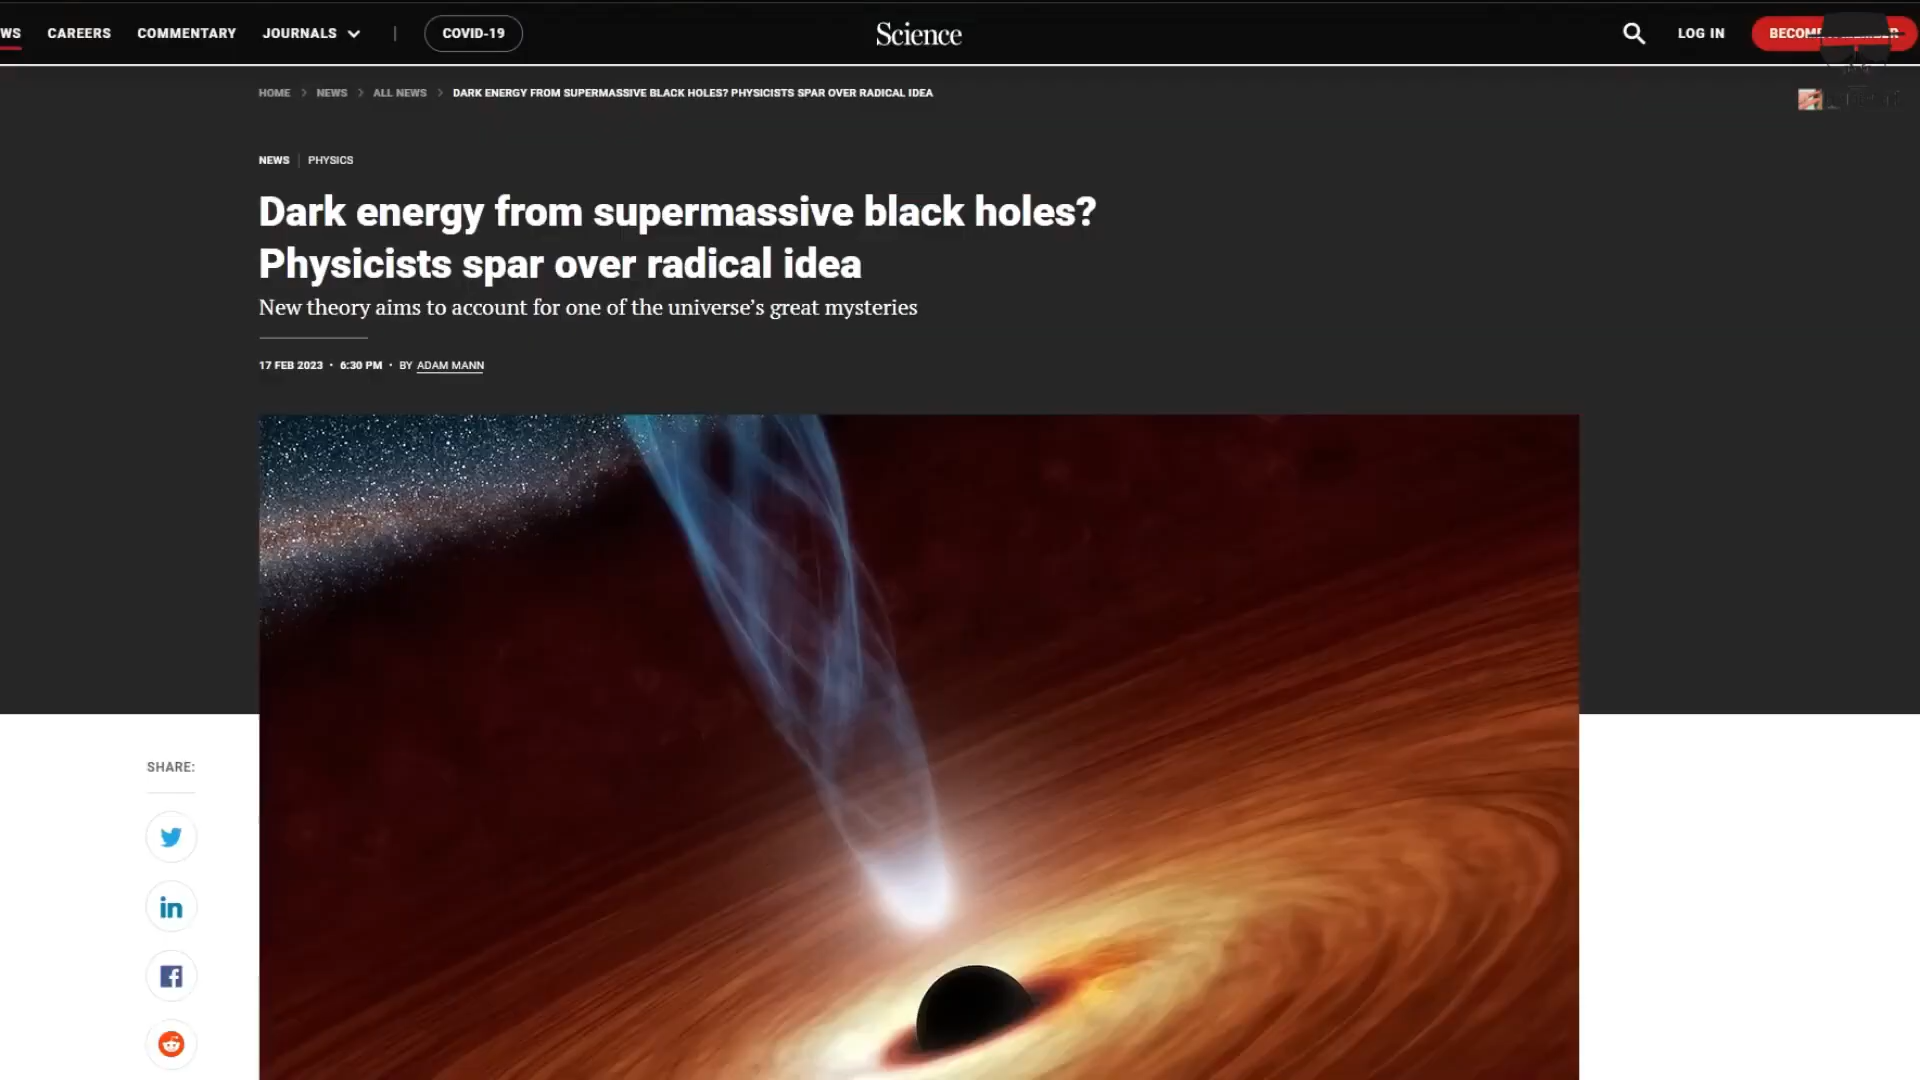 WS CAREERS COMMENTARY JOURNALS | COVID-19 Science LOG IN
HOME > NEWS > ALL NEWS > DARK ENERGY FROM SUPERMASSIVE BLACK HOLES? PHYSICISTS SPAR OVER RADICAL IDEA
NEWS | PHYSICS
Dark energy from supermassive black holes?
Physicists spar over radical idea
New theory aims to account for one of the universe's great mysteries
17 FEB 2023 · 6:30 PM · BY ADAM MANN
SHARE:
in